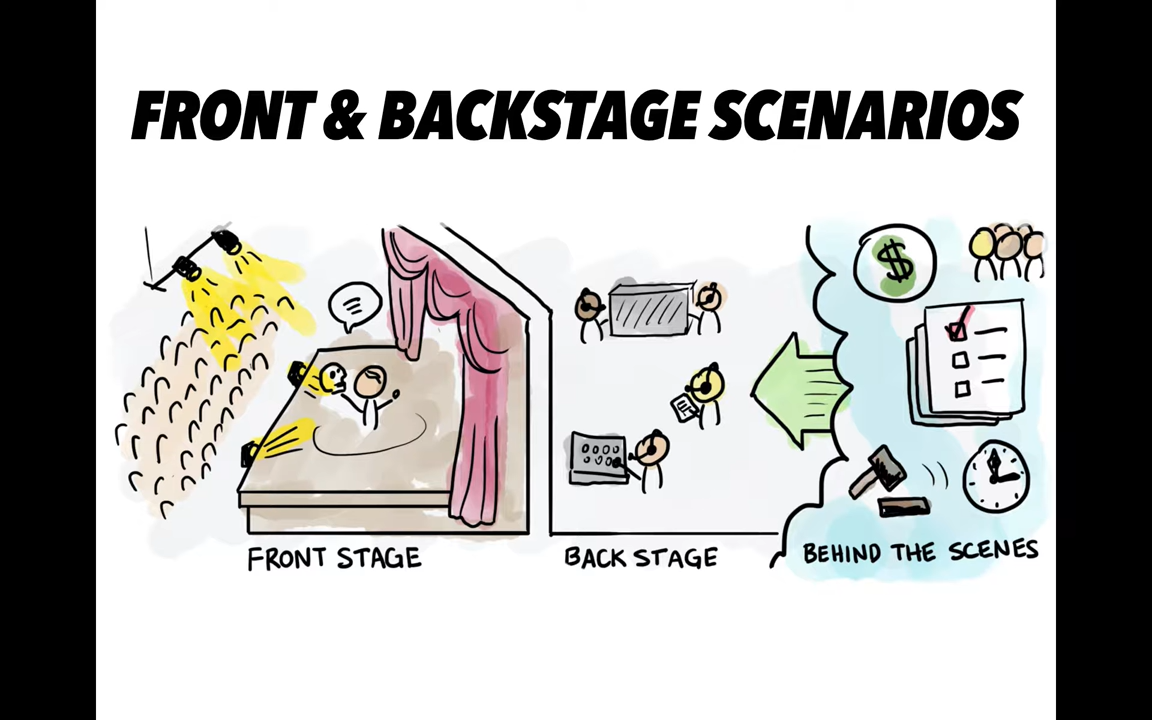 FRONT & BACKSTAGE SCENARIOS
$
FRONT STAGE
BACK STAGE
BEHIND THE SCENES